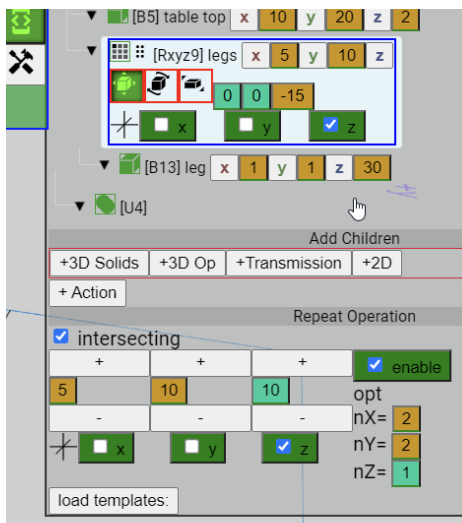 [B5] table top x 10 y 20 z 2
[Rxyz9] legs x 5 y 10 z
0 0 -15
x y z
[B13] leg x 1 y 1 z 30
[U4]
Add Children
+3D Solids +3D Op +Transmission +2D
+ Action
Repeat Operation
intersecting
+ + + enable
5 10 10 opt
- - - nX= 2
x y z nY= 2
nZ= 1
load templates: